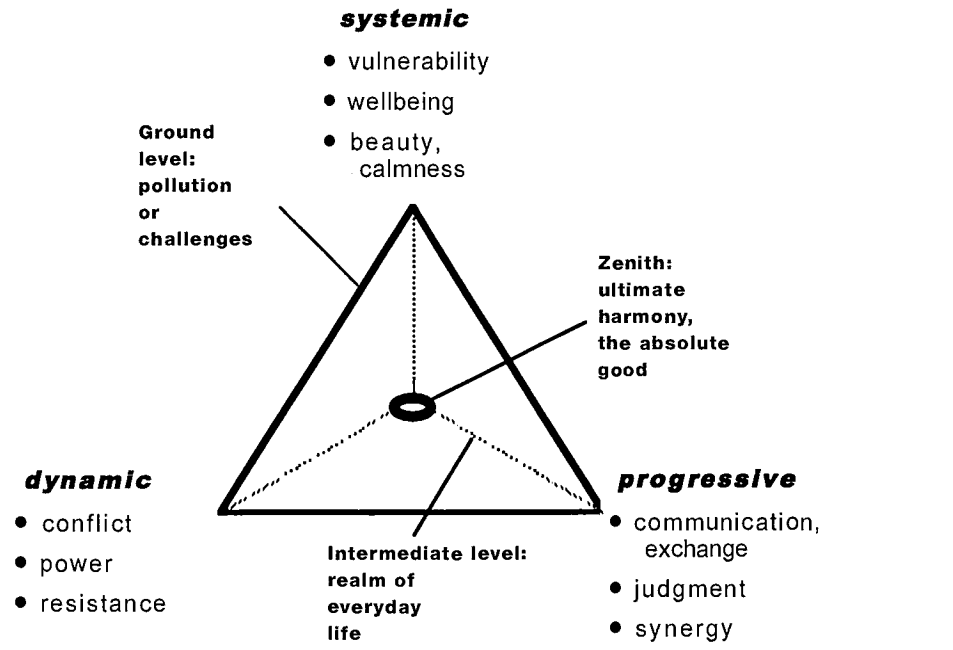 systemic
• vulnerability
• wellbeing
• beauty,
calmness
Ground
level:
pollution
or
challenges
Zenith:
ultimate
harmony,
the absolute
good
dynamic
• conflict
• power
• resistance
Intermediate level:
realm of
everyday
life
progressive
• communication,
exchange
• judgment
• synergy